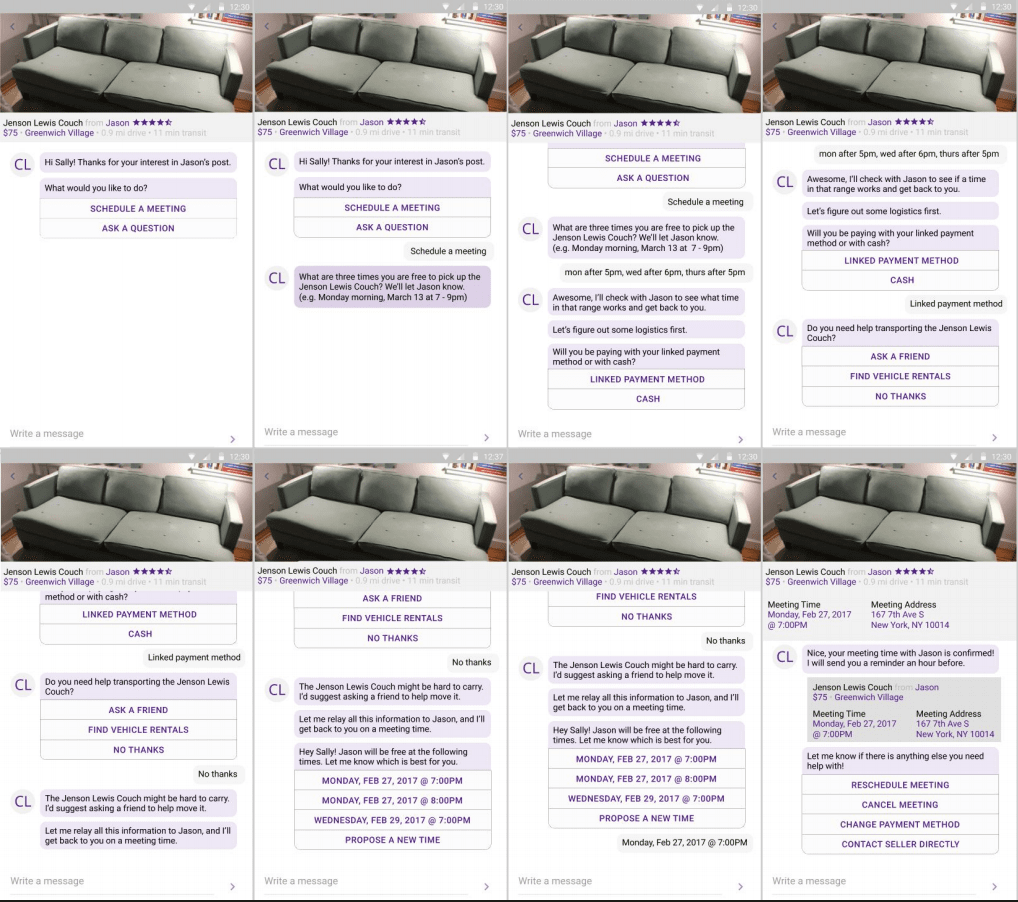 12:30
Jenson Lewis Couch from Jason
$75 · Greenwich Village • 0.9 mi drive • 11 min transit
CL
Hi Sally! Thanks for your interest in Jason's post.
What would you like to do?
SCHEDULE A MEETING
ASK A QUESTION
Write a message
12:30
Jenson Lewis Couch from Jason
$75 · Greenwich Village • 0.9 mi drive • 11 min transit
CL
Hi Sally! Thanks for your interest in Jason's post.
What would you like to do?
SCHEDULE A MEETING
ASK A QUESTION
Schedule a meeting
CL
What are three times you are free to pick up the
Jenson Lewis Couch? We'll let Jason know.
(e.g. Monday morning, March 13 at 7 - 9pm)
Write a message
12:30
Jenson Lewis Couch from Jason
$75 · Greenwich Village • 0.9 mi drive • 11 min transit
SCHEDULE A MEETING
ASK A QUESTION
Schedule a meeting
CL
What are three times you are free to pick up the
Jenson Lewis Couch? We'll let Jason know.
(e.g. Monday morning, March 13 at 7 - 9pm)
mon after 5pm, wed after 6pm, thurs after 5pm
CL
Awesome, I'll check with Jason to see what time
in that range works and get back to you.
Let's figure out some logistics first.
Will you be paying with your linked payment
method or with cash?
LINKED PAYMENT METHOD
CASH
Write a message
12:30
Jenson Lewis Couch from Jason
$75 · Greenwich Village • 0.9 mi drive • 11 min transit
mon after 5pm, wed after 6pm, thurs after 5pm
CL
Awesome, I'll check with Jason to see if a time
in that range works and get back to you.
Let's figure out some logistics first.
Will you be paying with your linked payment
method or with cash?
LINKED PAYMENT METHOD
CASH
Linked payment method
CL
Do you need help transporting the Jenson Lewis
Couch?
ASK A FRIEND
FIND VEHICLE RENTALS
NO THANKS
Write a message
12:30
Jenson Lewis Couch from Jason
$75 · Greenwich Village • 0.9 mi drive • 11 min transit
method or with cash?
LINKED PAYMENT METHOD
CASH
Linked payment method
CL
Do you need help transporting the Jenson Lewis
Couch?
ASK A FRIEND
FIND VEHICLE RENTALS
NO THANKS
No thanks
CL
The Jenson Lewis Couch might be hard to carry.
I'd suggest asking a friend to help move it.
Let me relay all this information to Jason, and I'll
get back to you on a meeting time.
Write a message
12:37
Jenson Lewis Couch from Jason
$75 · Greenwich Village • 0.9 mi drive • 11 min transit
ASK A FRIEND
FIND VEHICLE RENTALS
NO THANKS
No thanks
CL
The Jenson Lewis Couch might be hard to carry.
I'd suggest asking a friend to help move it.
Let me relay all this information to Jason, and I'll
get back to you on a meeting time.
Hey Sally! Jason will be free at the following
times. Let me know which is best for you.
MONDAY, FEB 27, 2017 @ 7:00PM
MONDAY, FEB 27, 2017 @ 8:00PM
WEDNESDAY, FEB 29, 2017 @ 7:00PM
PROPOSE A NEW TIME
Write a message
12:30
Jenson Lewis Couch from Jason
$75 · Greenwich Village • 0.9 mi drive • 11 min transit
FIND VEHICLE RENTALS
NO THANKS
No thanks
CL
The Jenson Lewis Couch might be hard to carry.
I'd suggest asking a friend to help move it.
Let me relay all this information to Jason, and I'll
get back to you on a meeting time.
Hey Sally! Jason will be free at the following
times. Let me know which is best for you.
MONDAY, FEB 27, 2017 @ 7:00PM
MONDAY, FEB 27, 2017 @ 8:00PM
WEDNESDAY, FEB 29, 2017 @ 7:00PM
PROPOSE A NEW TIME
Monday, Feb 27, 2017 @ 7:00PM
Write a message
12:30
Jenson Lewis Couch from Jason
$75 · Greenwich Village • 0.9 mi drive • 11 min transit
Meeting Time
Monday, Feb 27, 2017
@ 7:00PM
Meeting Address
167 7th Ave S
New York, NY 10014
CL
Nice, your meeting time with Jason is confirmed!
I will send you a reminder an hour before.
Jenson Lewis Couch from Jason
$75 · Greenwich Village
Meeting Time
Monday, Feb 27, 2017
@ 7:00PM
Meeting Address
167 7th Ave S
New York, NY 10014
Let me know if there is anything else you need
help with!
RESCHEDULE MEETING
CANCEL MEETING
CHANGE PAYMENT METHOD
CONTACT SELLER DIRECTLY
Write a message